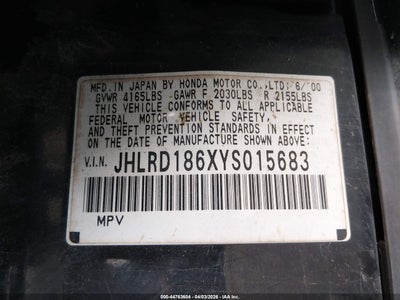 MFD.IN JAPAN BY HONDA MOTOR CO.,LTD: 6/'00
GVWR 4165LBS GAWR F 2030LBS R 2155LBS
THIS VEHICLE CONFORMS TO ALL APPLICABLE
FEDERAL MOTOR VEHICLE SAFETY,
BUMPER AND THEFT PREVENTION STANDARDS IN EFFECT
ON THE DATE OF MANUFACTURE SHOWN ABOVE.
V.I.N. JHLRD186XYS015683
MPV
000-44763604 - 04/03/2026 - IAA Inc.